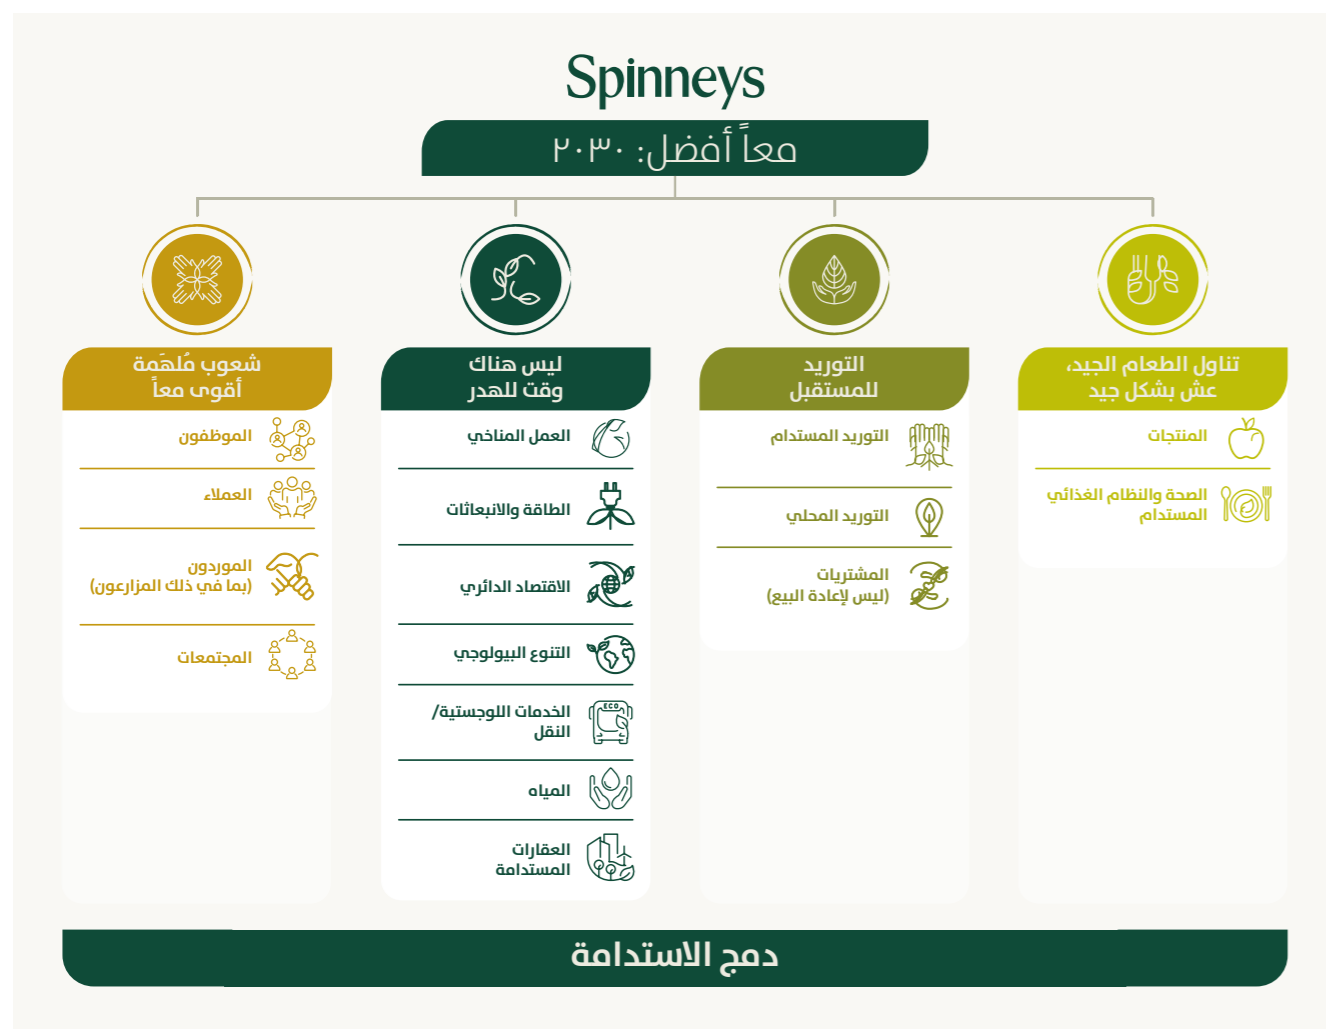 Spinneys
معاً أفضل: ٢٠٣٠
تناول الطعام الجيد،
عش بشكل جيد
المنتجات
الصحة والنظام الغذائي
المستدام
التوريد
للمستقبل
التوريد المستدام
التوريد المحلي
المشتريات
(ليس لإعادة البيع)
ليس هناك
وقت للهدر
العمل المناخي
الطاقة والانبعاثات
الاقتصاد الدائري
التنوع البيولوجي
ECO
الخدمات اللوجستية/
النقل
المياه
العقارات
المستدامة
شعوب مُلهَمة
أقوى معاً
الموظفون
العملاء
الموردون
(بما في ذلك المزارعون)
المجتمعات
دمج الاستدامة